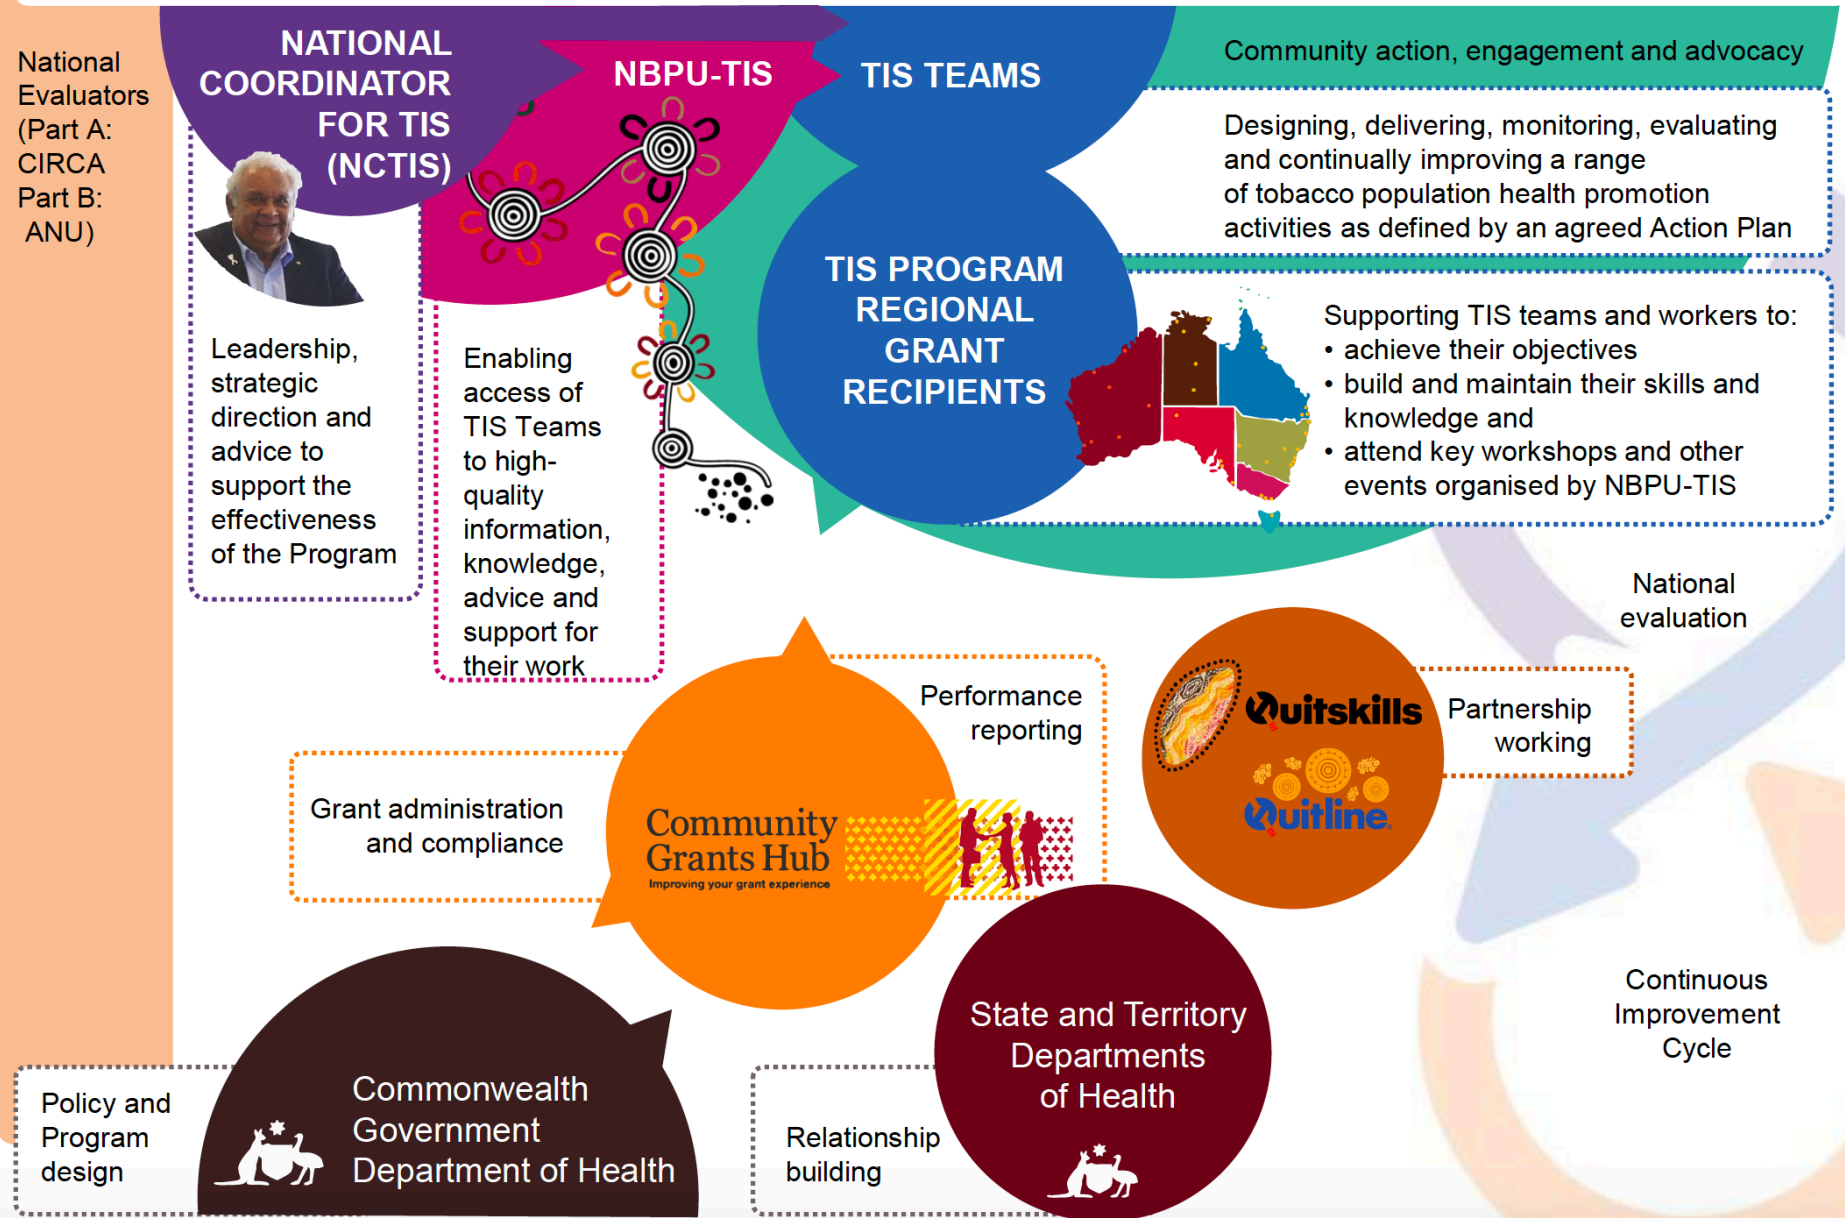 National
Evaluators
(Part A:
CIRCA
Part B:
ANU)
NATIONAL
COORDINATOR
FOR TIS
(NCTIS)
Leadership,
strategic
direction and
advice to
support the
effectiveness
of the Program
NBPU-TIS
Enabling
access of
TIS Teams
to high-
quality
information,
knowledge,
advice and
support for
their work
TIS TEAMS
Community action, engagement and advocacy
Designing, delivering, monitoring, evaluating
and continually improving a range
of tobacco population health promotion
activities as defined by an agreed Action Plan
TIS PROGRAM
REGIONAL
GRANT
RECIPIENTS
Supporting TIS teams and workers to:
• achieve their objectives
• build and maintain their skills and
knowledge and
• attend key workshops and other
events organised by NBPU-TIS
National
evaluation
Performance
reporting
Grant administration
and compliance
Community
Grants Hub
Improving your grant experience
Quitskills
Quitline®
Partnership
working
Continuous
Improvement
Cycle
Policy and
Program
design
Commonwealth
Government
Department of Health
Relationship
building
State and Territory
Departments
of Health